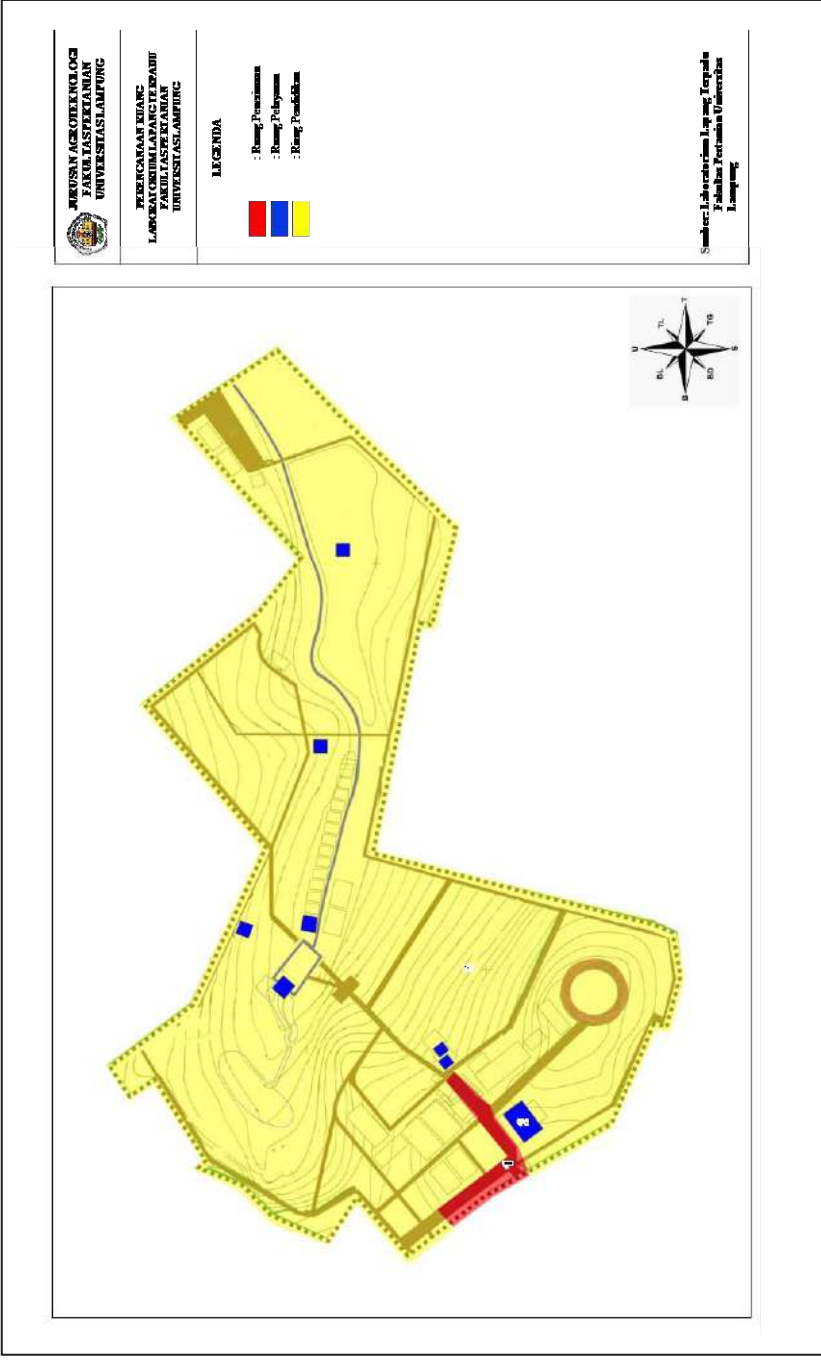 JURUSAN AGROTEKNOLOGI
FAKULTAS PERTANIAN
UNIVERSITAS LAMPUNG
PERENCANAAN RUANG
LABORATORIUM LAPANG TERPADU
FAKULTAS PERTANIAN
UNIVERSITAS LAMPUNG
LEGENDA
: Ruang Penerimaan
: Ruang Pelayanan
: Ruang Pendidikan
Sumber: Laboratorium Lapang Terpadu
Fakultas Pertanian Universitas
Lampung
U
TL
T
TG
S
BD
B
BL
1
2